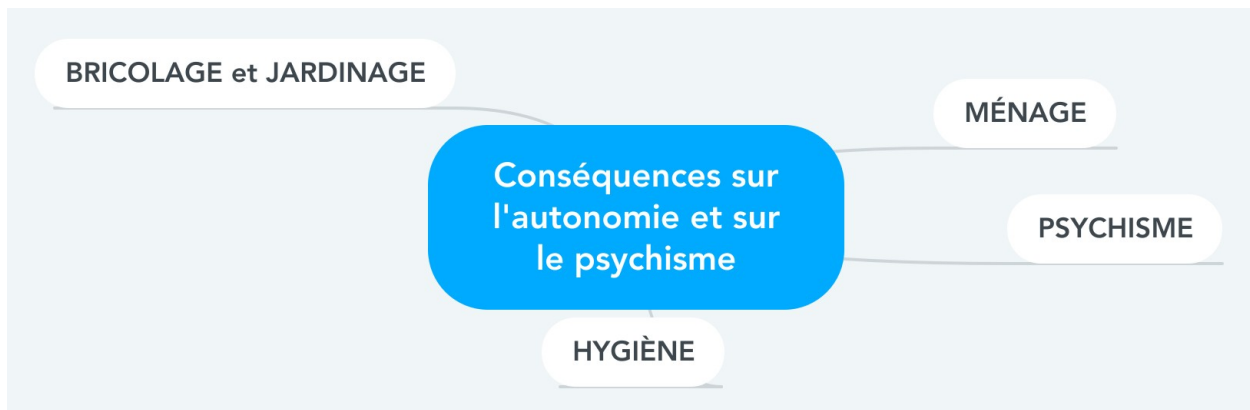 BRICOLAGE et JARDINAGE
MÉNAGE
Conséquences sur
l'autonomie et sur
le psychisme
PSYCHISME
HYGIÈNE